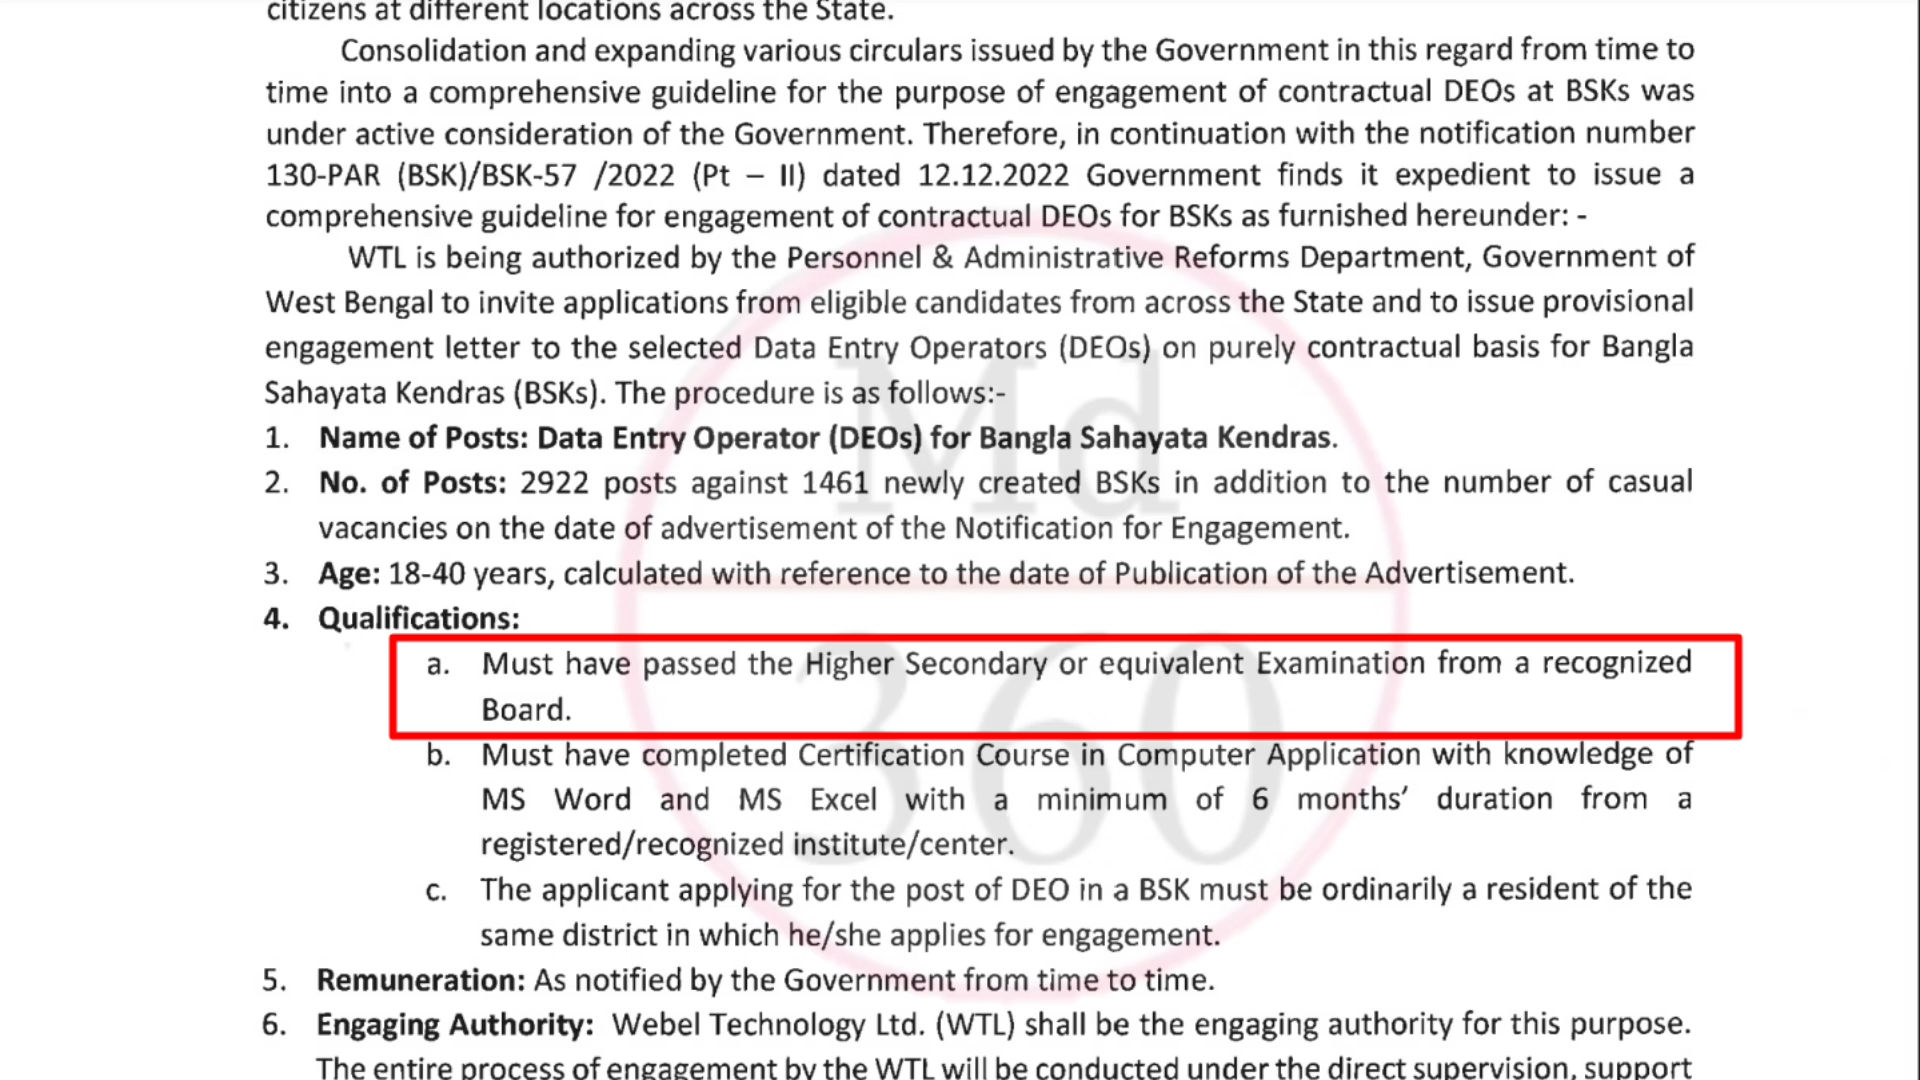 citizens at different locations across the State.
Consolidation and expanding various circulars issued by the Government in this regard from time to
time into a comprehensive guideline for the purpose of engagement of contractual DEOs at BSKs was
under active consideration of the Government. Therefore, in continuation with the notification number
130-PAR (BSK)/BSK-57 /2022 (Pt – II) dated 12.12.2022 Government finds it expedient to issue a
comprehensive guideline for engagement of contractual DEOs for BSKs as furnished hereunder: -
WTL is being authorized by the Personnel & Administrative Reforms Department, Government of
West Bengal to invite applications from eligible candidates from across the State and to issue provisional
engagement letter to the selected Data Entry Operators (DEOs) on purely contractual basis for Bangla
Sahayata Kendras (BSKs). The procedure is as follows:-
1. Name of Posts: Data Entry Operator (DEOs) for Bangla Sahayata Kendras.
2. No. of Posts: 2922 posts against 1461 newly created BSKs in addition to the number of casual
vacancies on the date of advertisement of the Notification for Engagement.
3. Age: 18-40 years, calculated with reference to the date of Publication of the Advertisement.
4. Qualifications:
a. Must have passed the Higher Secondary or equivalent Examination from a recognized
Board.
b. Must have completed Certification Course in Computer Application with knowledge of
MS Word and MS Excel with a minimum of 6 months’ duration from a
registered/recognized institute/center.
c. The applicant applying for the post of DEO in a BSK must be ordinarily a resident of the
same district in which he/she applies for engagement.
5. Remuneration: As notified by the Government from time to time.
6. Engaging Authority: Webel Technology Ltd. (WTL) shall be the engaging authority for this purpose.
The entire process of engagement by the WTL will be conducted under the direct supervision, support
Md
360